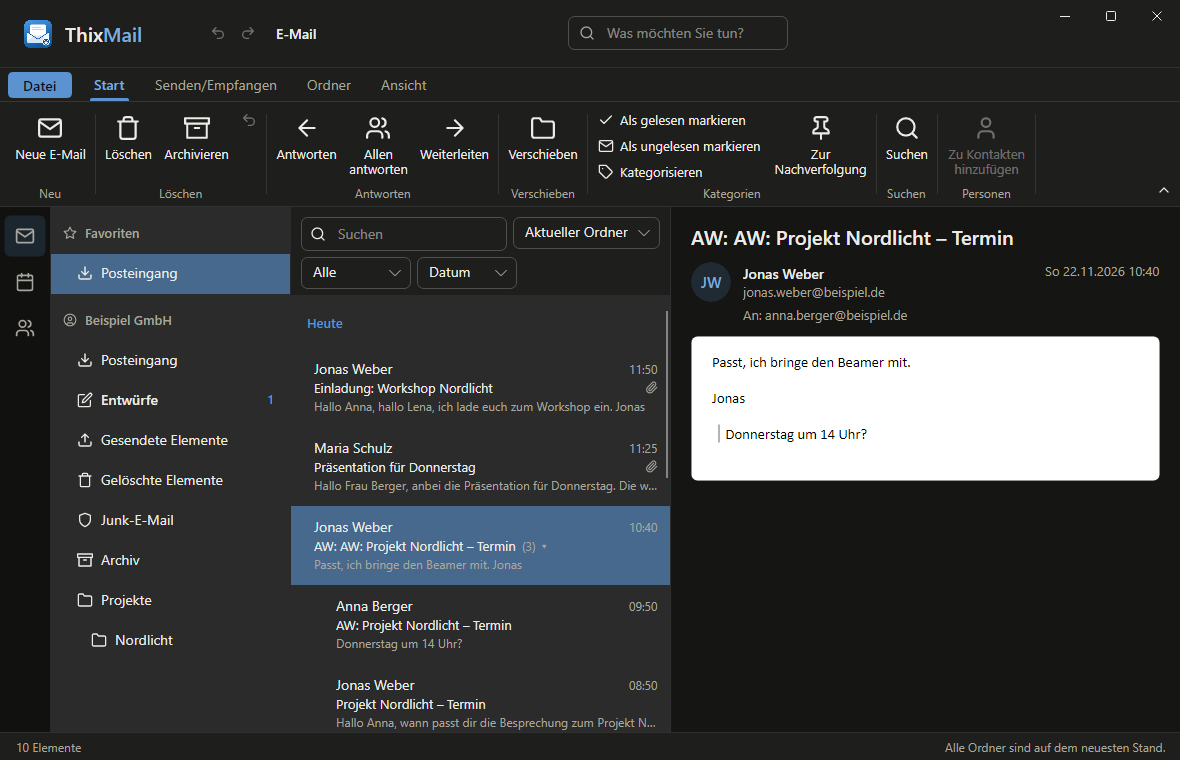 ThixMail
E-Mail
Was möchten Sie tun?
Datei Start Senden/Empfangen Ordner Ansicht
Neue E-Mail
Neu
Löschen
Archivieren
Löschen
Antworten
Allen
antworten
Weiterleiten
Antworten
Verschieben
Verschieben
Als gelesen markieren
Als ungelesen markieren
Kategorisieren
Zur
Nachverfolgung
Kategorien
Suchen
Suchen
Zu Kontakten
hinzufügen
Personen
Favoriten
Posteingang
Beispiel GmbH
Posteingang
Entwürfe 1
Gesendete Elemente
Gelöschte Elemente
Junk-E-Mail
Archiv
Projekte
Nordlicht
Suchen
Aktueller Ordner
Alle
Datum
Heute
Jonas Weber 11:50
Einladung: Workshop Nordlicht
Hallo Anna, hallo Lena, ich lade euch zum Workshop ein. Jonas
Maria Schulz 11:25
Präsentation für Donnerstag
Hallo Frau Berger, anbei die Präsentation für Donnerstag. Die w...
Jonas Weber 10:40
AW: AW: Projekt Nordlicht – Termin (3)
Passt, ich bringe den Beamer mit. Jonas
Anna Berger 09:50
AW: Projekt Nordlicht – Termin
Donnerstag um 14 Uhr?
Jonas Weber 08:50
Projekt Nordlicht – Termin
Hallo Anna, wann passt dir die Besprechung zum Projekt N...
AW: AW: Projekt Nordlicht – Termin
JW
Jonas Weber
So 22.11.2026 10:40
jonas.weber@beispiel.de
An: anna.berger@beispiel.de
Passt, ich bringe den Beamer mit.
Jonas
Donnerstag um 14 Uhr?
10 Elemente
Alle Ordner sind auf dem neuesten Stand.